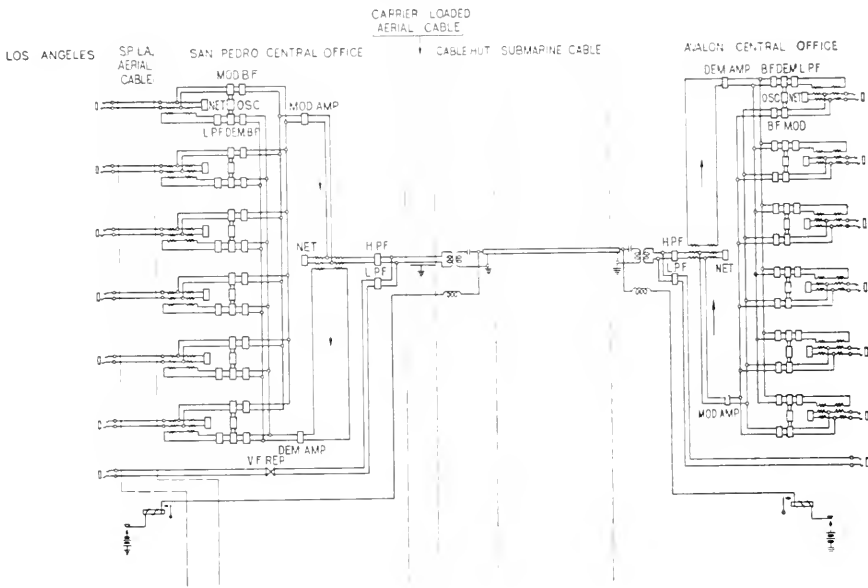 CARRIER LOADED
AERIAL CABLE
LOS ANGELES
SP.LA.
AERIAL
CABLE
SAN PEDRO CENTRAL OFFICE
CABLE HUT
SUBMARINE CABLE
AVALON CENTRAL OFFICE
MOD B.F.
NET
OSC
MOD AMP
L.P.F. DEM. B.F.
DEM AMP
B.F. DEM L.P.F.
OSC
NET
B.F. MOD
NET
H.P.F.
L.P.F.
H.P.F.
L.P.F.
NET
MOD AMP
DEM AMP
V.F. REP.